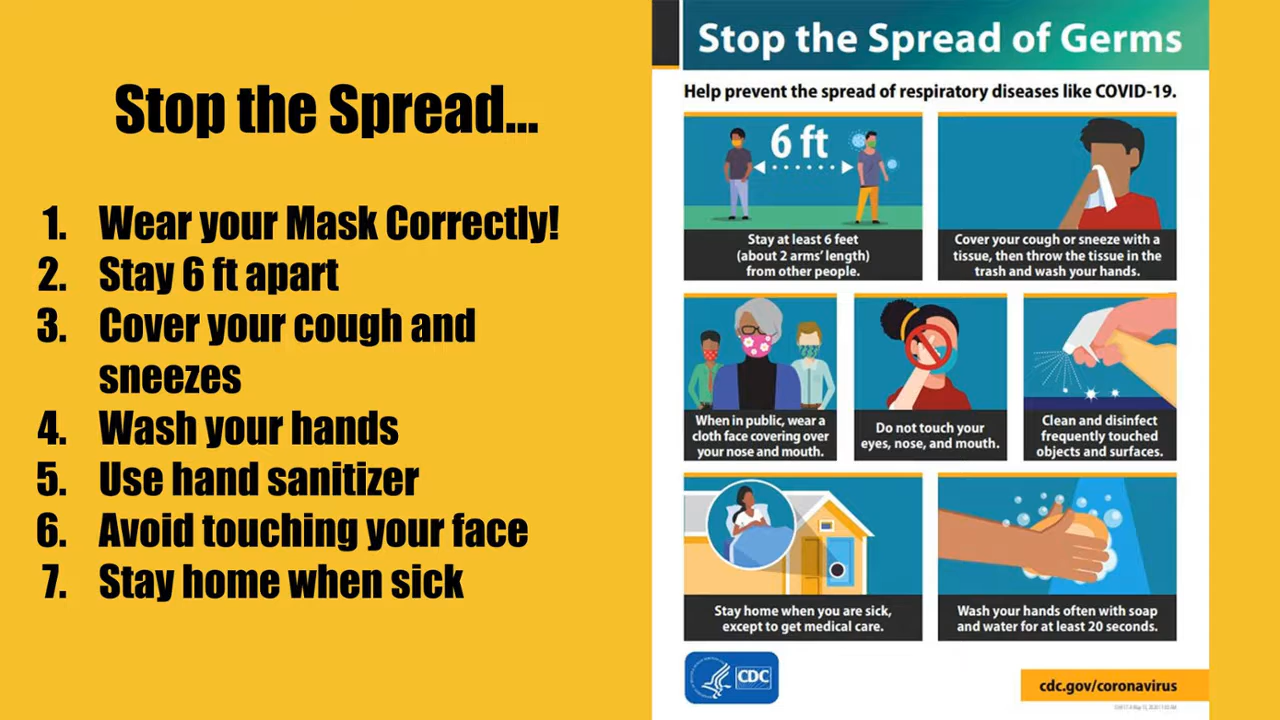 Stop the Spread...
1. Wear your Mask Correctly!
2. Stay 6 ft apart
3. Cover your cough and
sneezes
4. Wash your hands
5. Use hand sanitizer
6. Avoid touching your face
7. Stay home when sick
Stop the Spread of Germs
Help prevent the spread of respiratory diseases like COVID-19.
6 ft
Stay at least 6 feet
(about 2 arms' length)
from other people.
Cover your cough or sneeze with a
tissue, then throw the tissue in the
trash and wash your hands.
When in public, wear a
cloth face covering over
your nose and mouth.
Do not touch your
eyes, nose, and mouth.
Clean and disinfect
frequently touched
objects and surfaces.
Stay home when you are sick,
except to get medical care.
Wash your hands often with soap
and water for at least 20 seconds.
CDC
cdc.gov/coronavirus